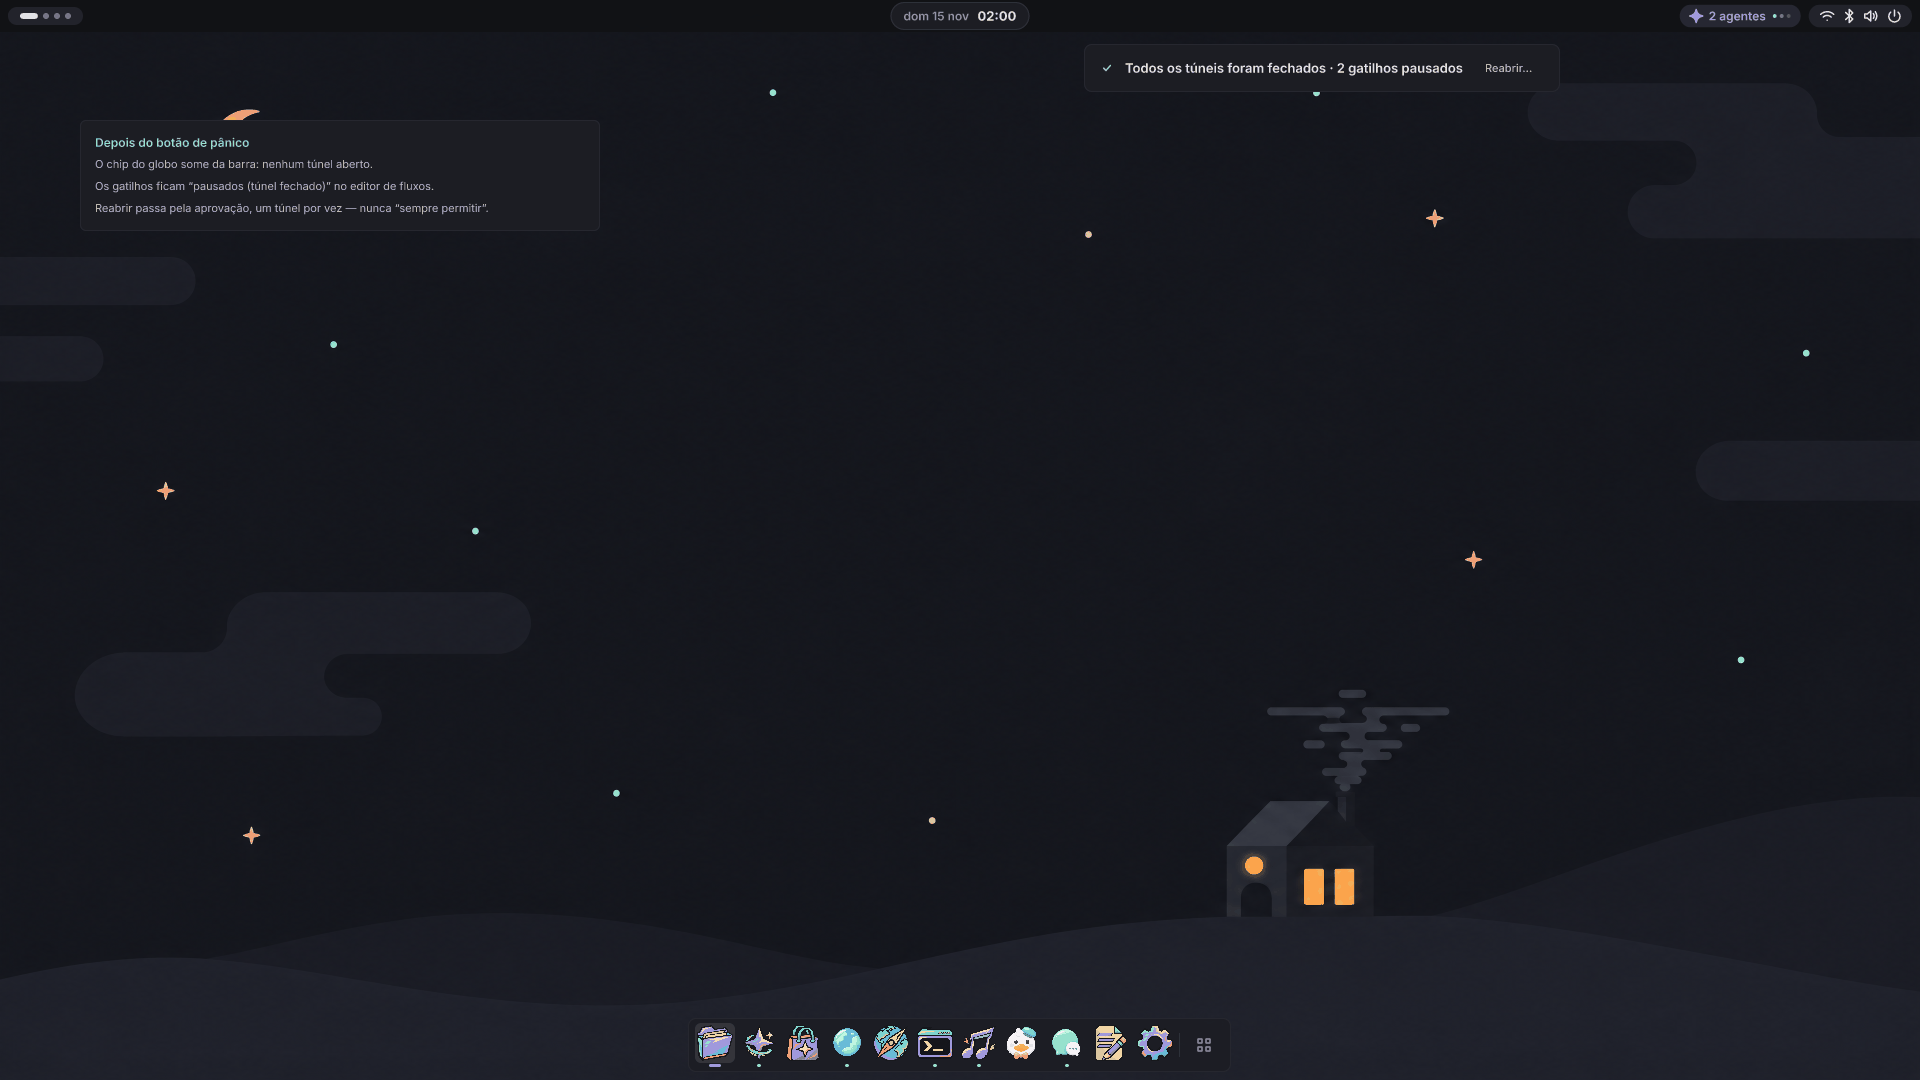 dom 15 nov 02:00
2 agentes
Todos os túneis foram fechados · 2 gatilhos pausados Reabrir…
Depois do botão de pânico
O chip do globo some da barra: nenhum túnel aberto.
Os gatilhos ficam “pausados (túnel fechado)” no editor de fluxos.
Reabrir passa pela aprovação, um túnel por vez — nunca “sempre permitir”.